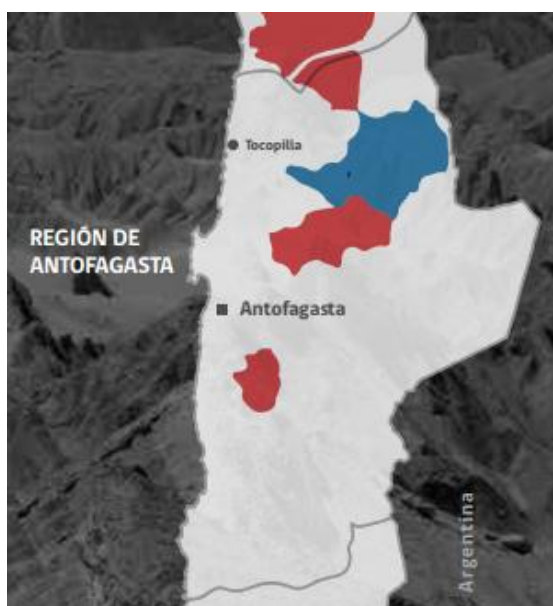 Tocopilla
REGIÓN DE
ANTOFAGASTA
Antofagasta
Argentina